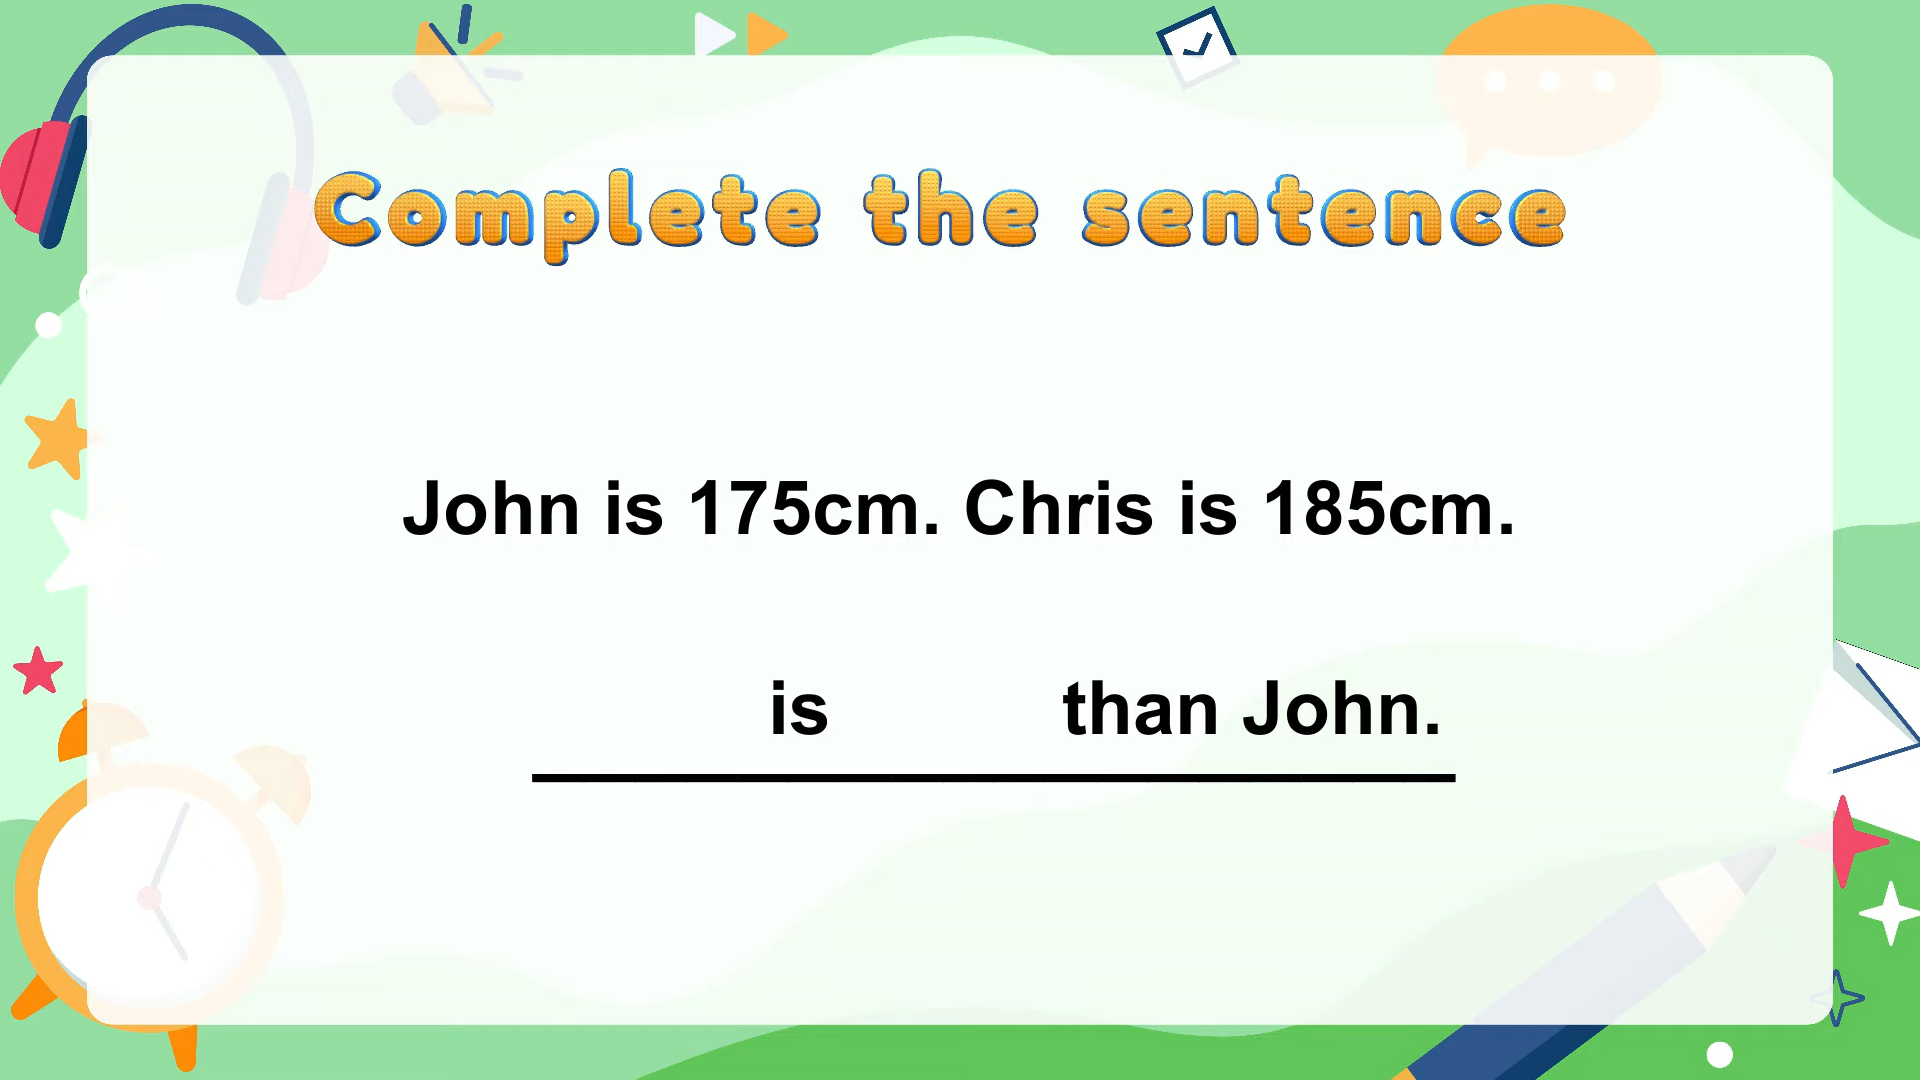 Complete the sentence
John is 175cm. Chris is 185cm.
is than John.